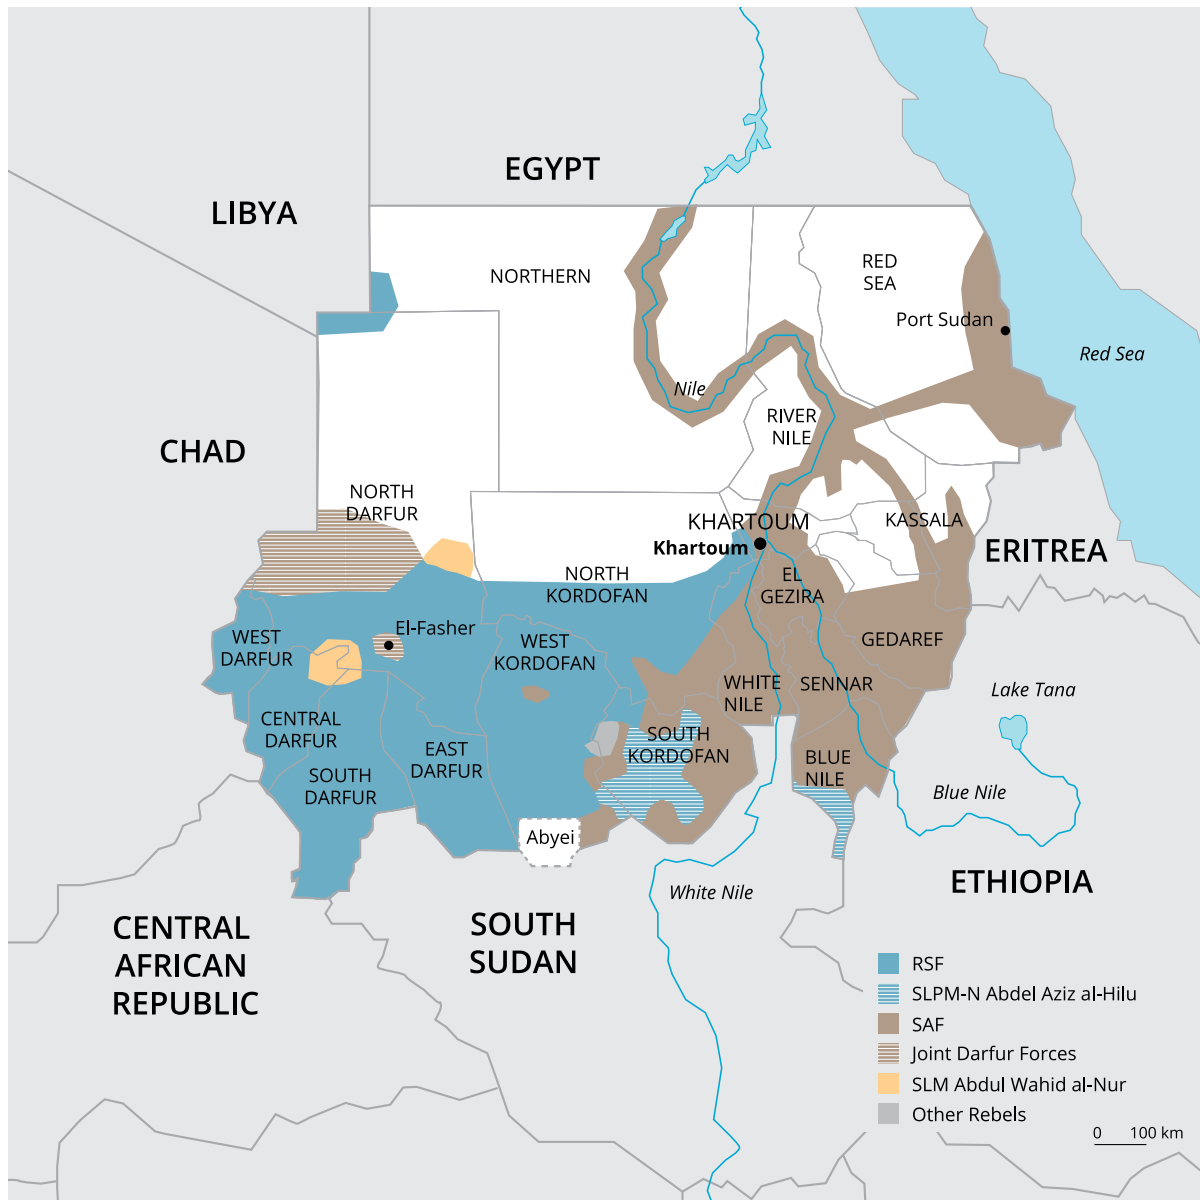 EGYPT
LIBYA
RED
SEA
NORTHERN
Port Sudan
Red Sea
Nile
RIVER
NILE
CHAD
NORTH
DARFUR
KHARTOUM
KASSALA
Khartoum
ERITREA
NORTH
KORDOFAN
EL
GEZIRA
El-Fasher
WEST
DARFUR
WEST
KORDOFAN
GEDAREF
WHITE
NILE
SENNAR
Lake Tana
CENTRAL
DARFUR
SOUTH
KORDOFAN
EAST
DARFUR
BLUE
NILE
SOUTH
DARFUR
Blue Nile
Abyei
White Nile
ETHIOPIA
CENTRAL
AFRICAN
REPUBLIC
SOUTH
SUDAN
RSF
SLPM-N Abdel Aziz al-Hilu
SAF
Joint Darfur Forces
SLM Abdul Wahid al-Nur
Other Rebels
0 100 km